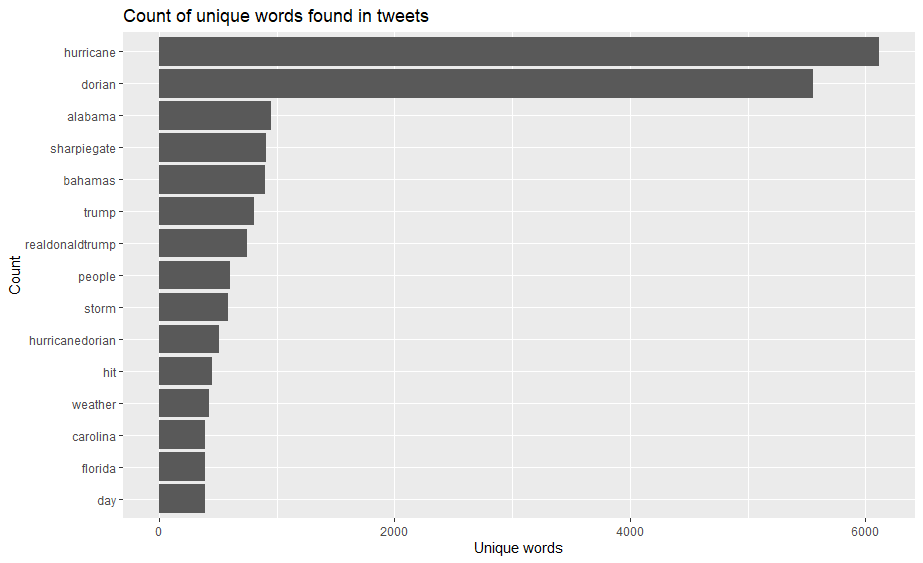 Count of unique words found in tweets
hurricane
dorian
alabama
sharpiegate
bahamas
trump
realdonaldtrump
people
storm
hurricanedorian
hit
weather
carolina
florida
day
Count
0 2000 4000 6000
Unique words